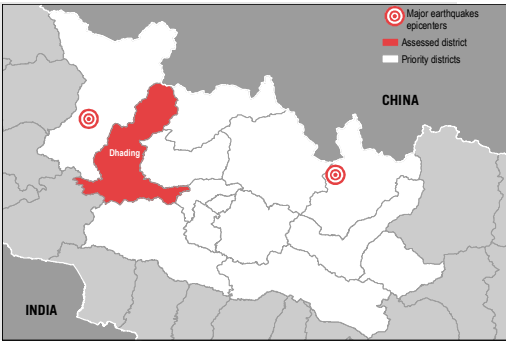 Major earthquakes
epicenters
Assessed district
Priority districts
CHINA
Dhading
INDIA